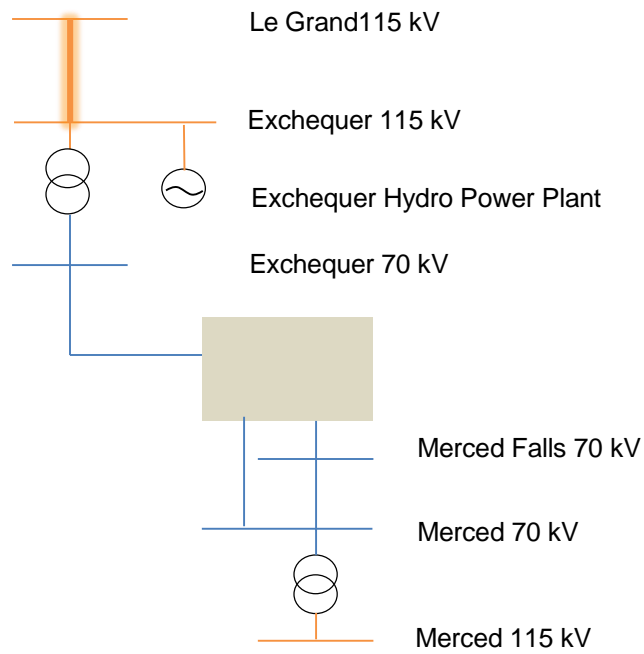 Le Grand115 kV
Exchequer 115 kV
Exchequer Hydro Power Plant
Exchequer 70 kV
Merced Falls 70 kV
Merced 70 kV
Merced 115 kV